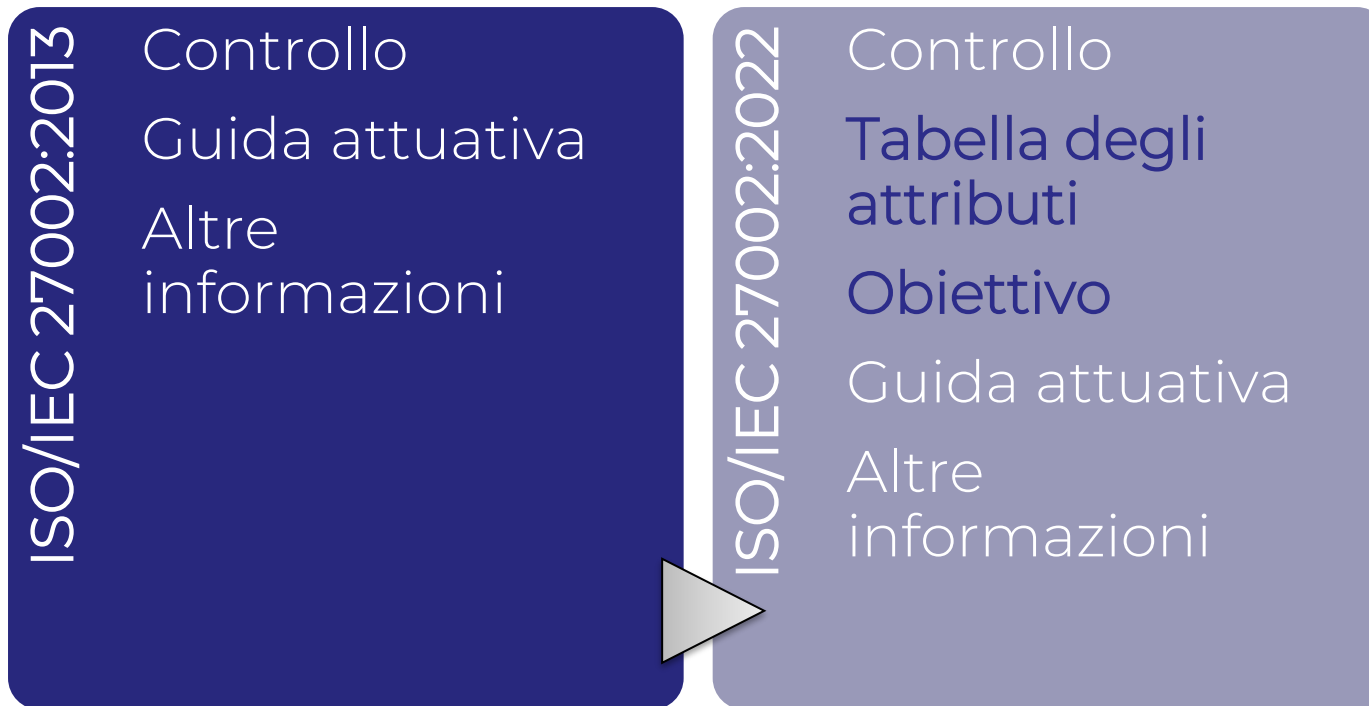 ISO/IEC 27002:2013
Controllo
Guida attuativa
Altre
informazioni
ISO/IEC 27002:2022
Controllo
Tabella degli
attributi
Obiettivo
Guida attuativa
Altre
informazioni